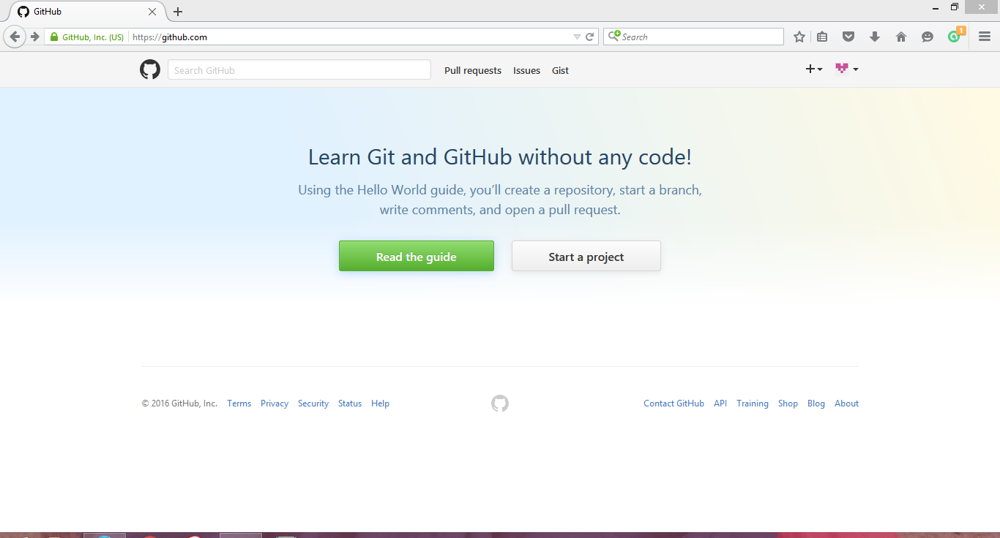 GitHub
GitHub, Inc. (US) https://github.com Search 1
Search GitHub Pull requests Issues Gist
Learn Git and GitHub without any code!
Using the Hello World guide, you’ll create a repository, start a branch,
write comments, and open a pull request.
Read the guide Start a project
© 2016 GitHub, Inc. Terms Privacy Security Status Help Contact GitHub API Training Shop Blog About